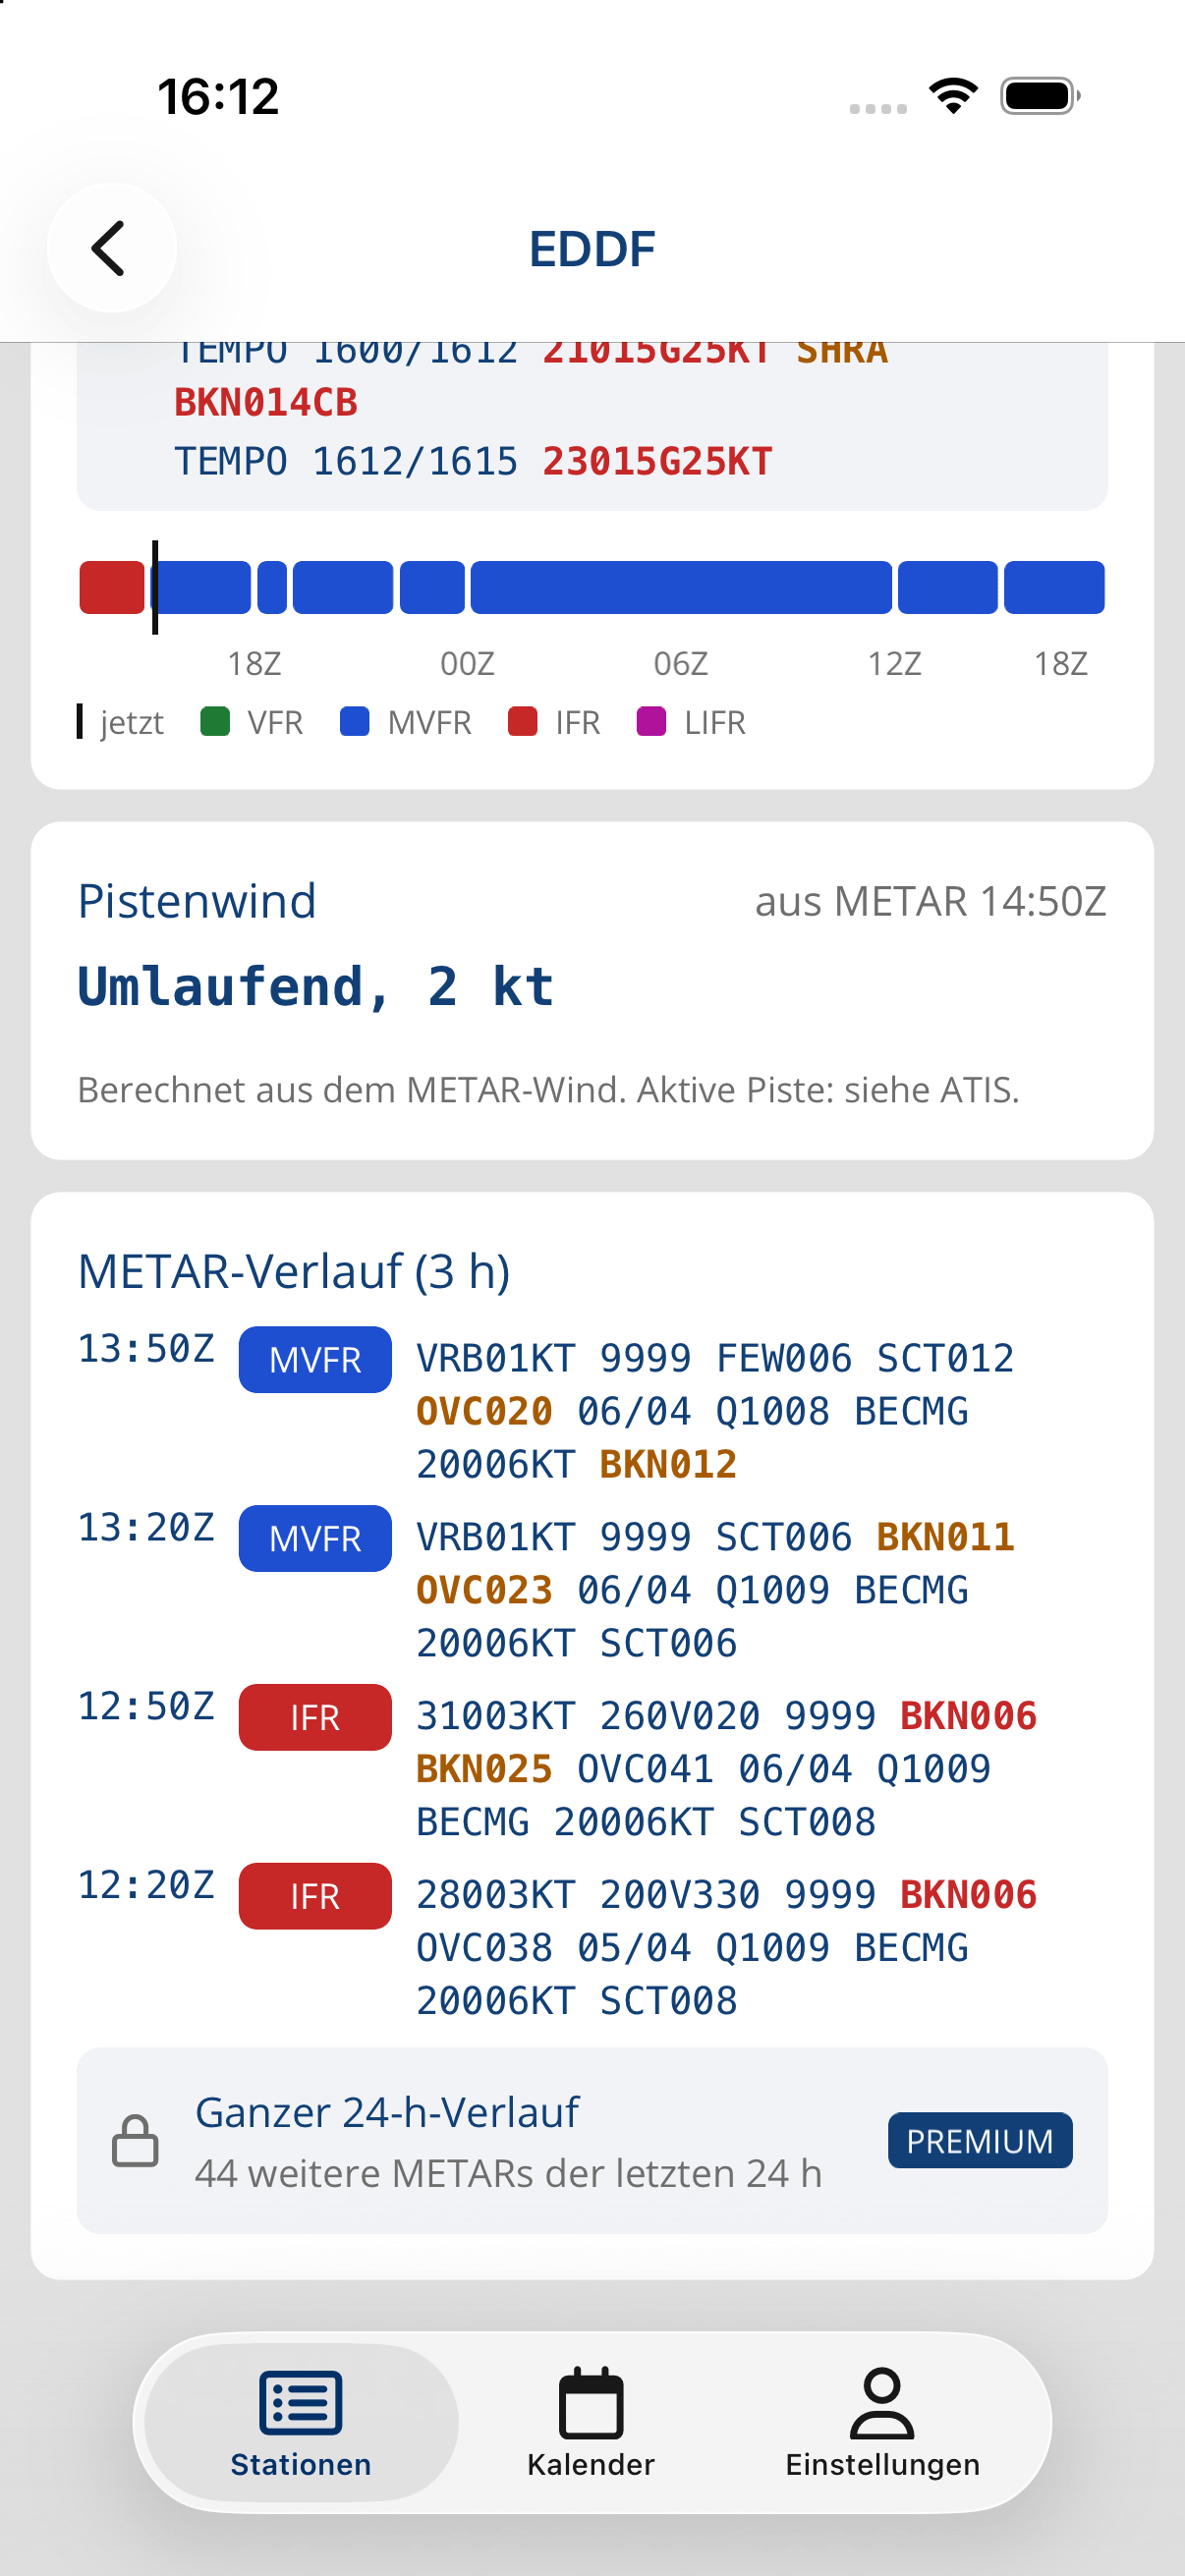 16:12
EDDF
TEMPO 1600/1612 21015G25KT SHRA
BKN014CB
TEMPO 1612/1615 23015G25KT
18Z 00Z 06Z 12Z 18Z
jetzt VFR MVFR IFR LIFR
Pistenwind aus METAR 14:50Z
Umlaufend, 2 kt
Berechnet aus dem METAR-Wind. Aktive Piste: siehe ATIS.
METAR-Verlauf (3 h)
13:50Z MVFR VRB01KT 9999 FEW006 SCT012
OVC020 06/04 Q1008 BECMG
20006KT BKN012
13:20Z MVFR VRB01KT 9999 SCT006 BKN011
OVC023 06/04 Q1009 BECMG
20006KT SCT006
12:50Z IFR 31003KT 260V020 9999 BKN006
BKN025 OVC041 06/04 Q1009
BECMG 20006KT SCT008
12:20Z IFR 28003KT 200V330 9999 BKN006
OVC038 05/04 Q1009 BECMG
20006KT SCT008
Ganzer 24-h-Verlauf
44 weitere METARs der letzten 24 h
PREMIUM
Stationen Kalender Einstellungen